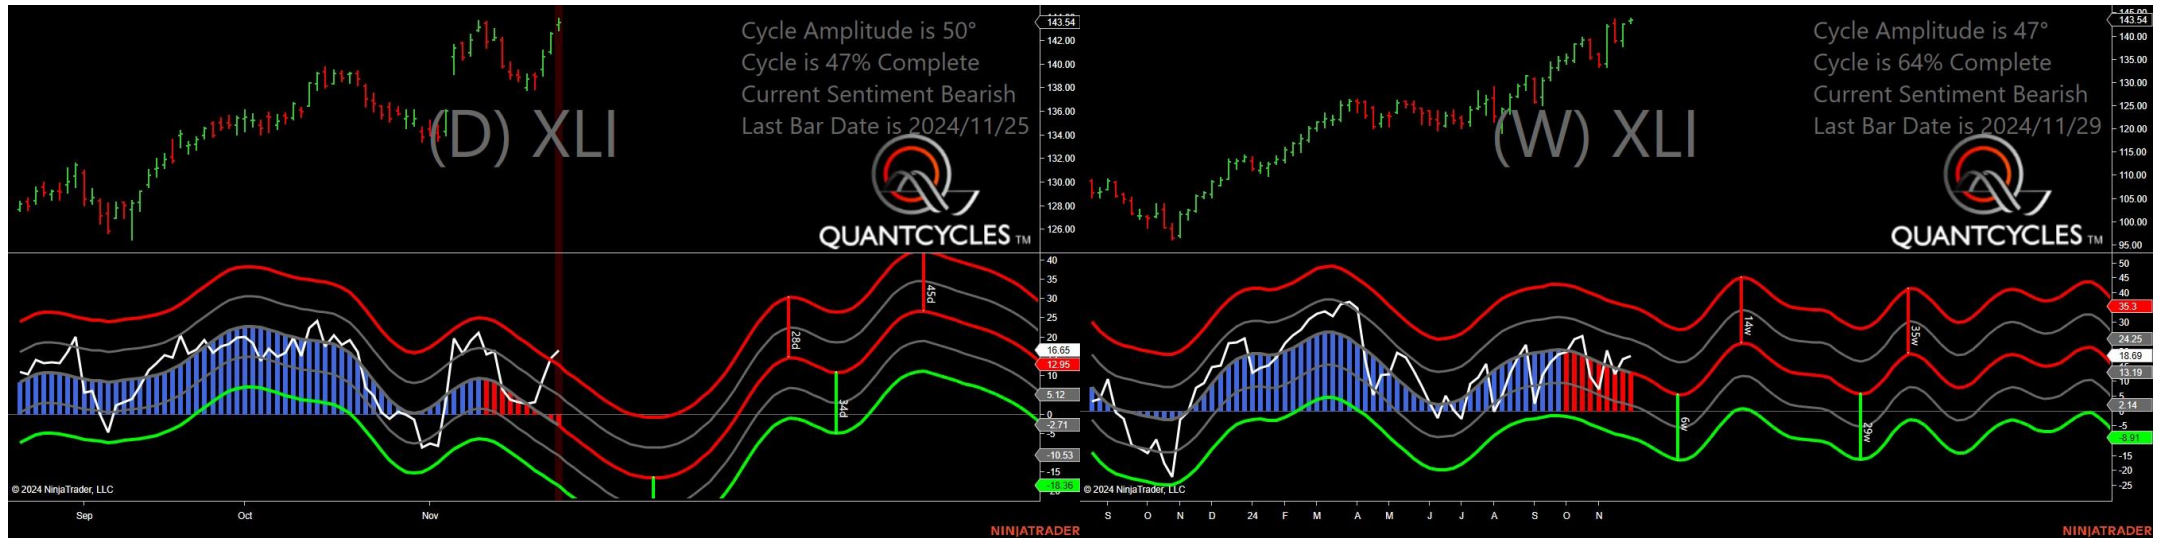 Cycle Amplitude is 50°
Cycle is 47% Complete
Current Sentiment Bearish
Last Bar Date is 2024/11/25
(D) XLI
QUANTCYCLES TM
143.54
142.00
140.00
138.00
136.00
134.00
132.00
130.00
128.00
126.00
40
35
30
25
20
16.65
12.95
10
5.12
0
-2.71
-5
-10.53
-15
-18.36
28d
34d
45d
© 2024 NinjaTrader, LLC
Sep Oct Nov
NINJATRADER
Cycle Amplitude is 47°
Cycle is 64% Complete
Current Sentiment Bearish
Last Bar Date is 2024/11/29
(W) XLI
QUANTCYCLES TM
145.00
143.54
140.00
135.00
130.00
125.00
120.00
115.00
110.00
105.00
100.00
95.00
50
45
40
35.3
30
24.25
18.69
13.19
10
2.14
-5
-8.91
-15
-20
-25
6w
14w
29w
35w
© 2024 NinjaTrader, LLC
S O N D 24 F M A M J J A S O N
NINJATRADER